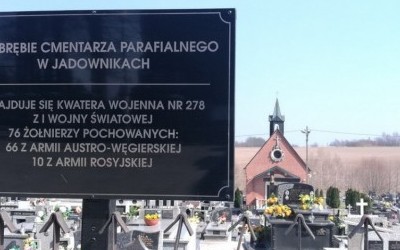 OBRĘBIE CMENTARZA PARAFIALNEGO
W JADOWNIKACH
AJDUJE SIĘ KWATERA WOJENNA NR 278
Z I WOJNY ŚWIATOWEJ
76 ŻOŁNIERZY POCHOWANYCH:
66 Z ARMII AUSTRO-WĘGIERSKIEJ
10 Z ARMII ROSYJSKIEJ